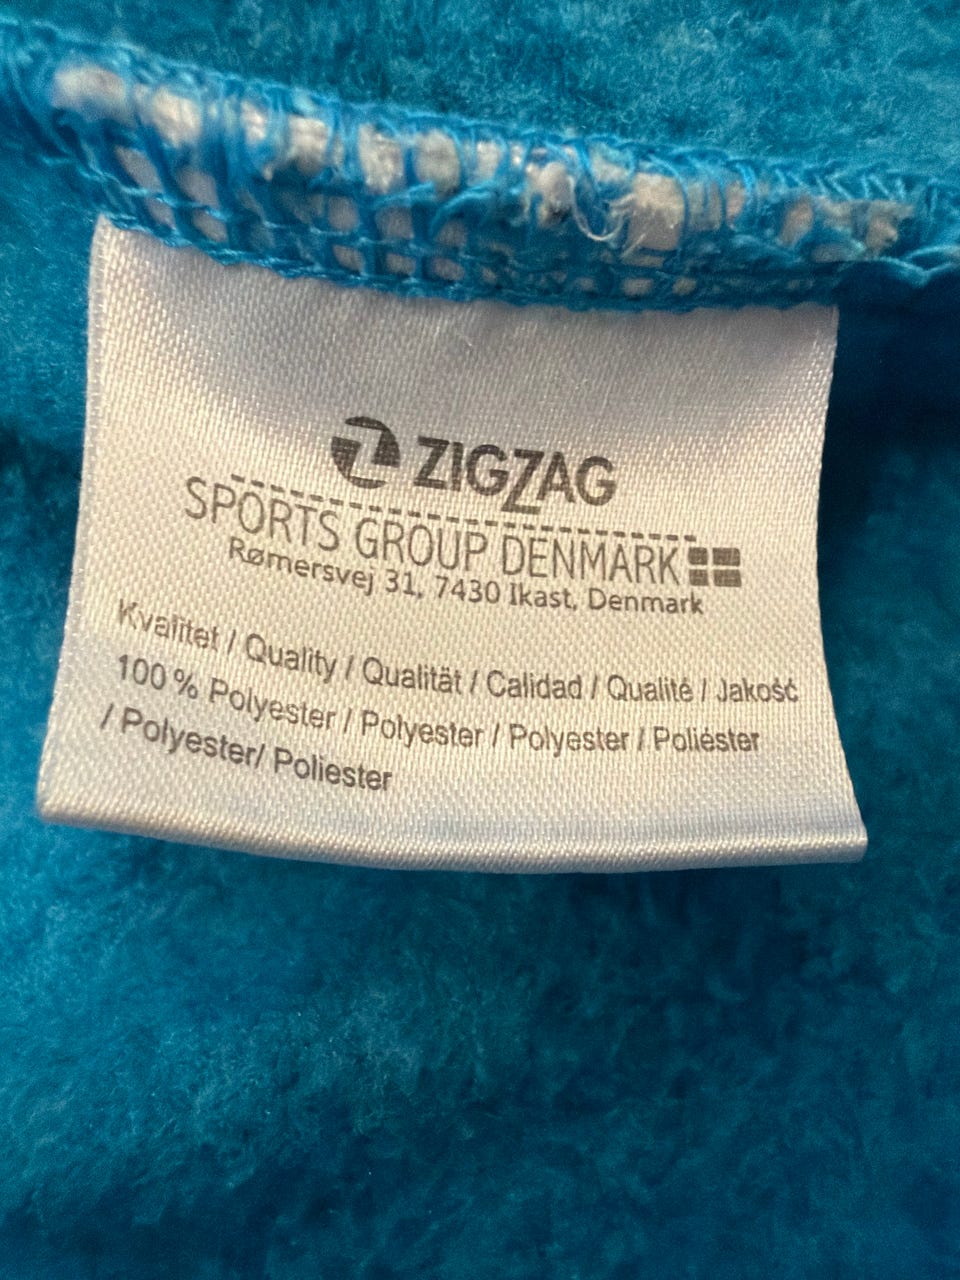 ZIGZAG
SPORTS GROUP DENMARK
Rømersvej 31, 7430 Ikast, Denmark
Kvalitet / Quality / Qualität / Calidad / Qualité / Jakość
100 % Polyester / Polyester / Polyester / Poliéster
/ Polyester/ Poliester